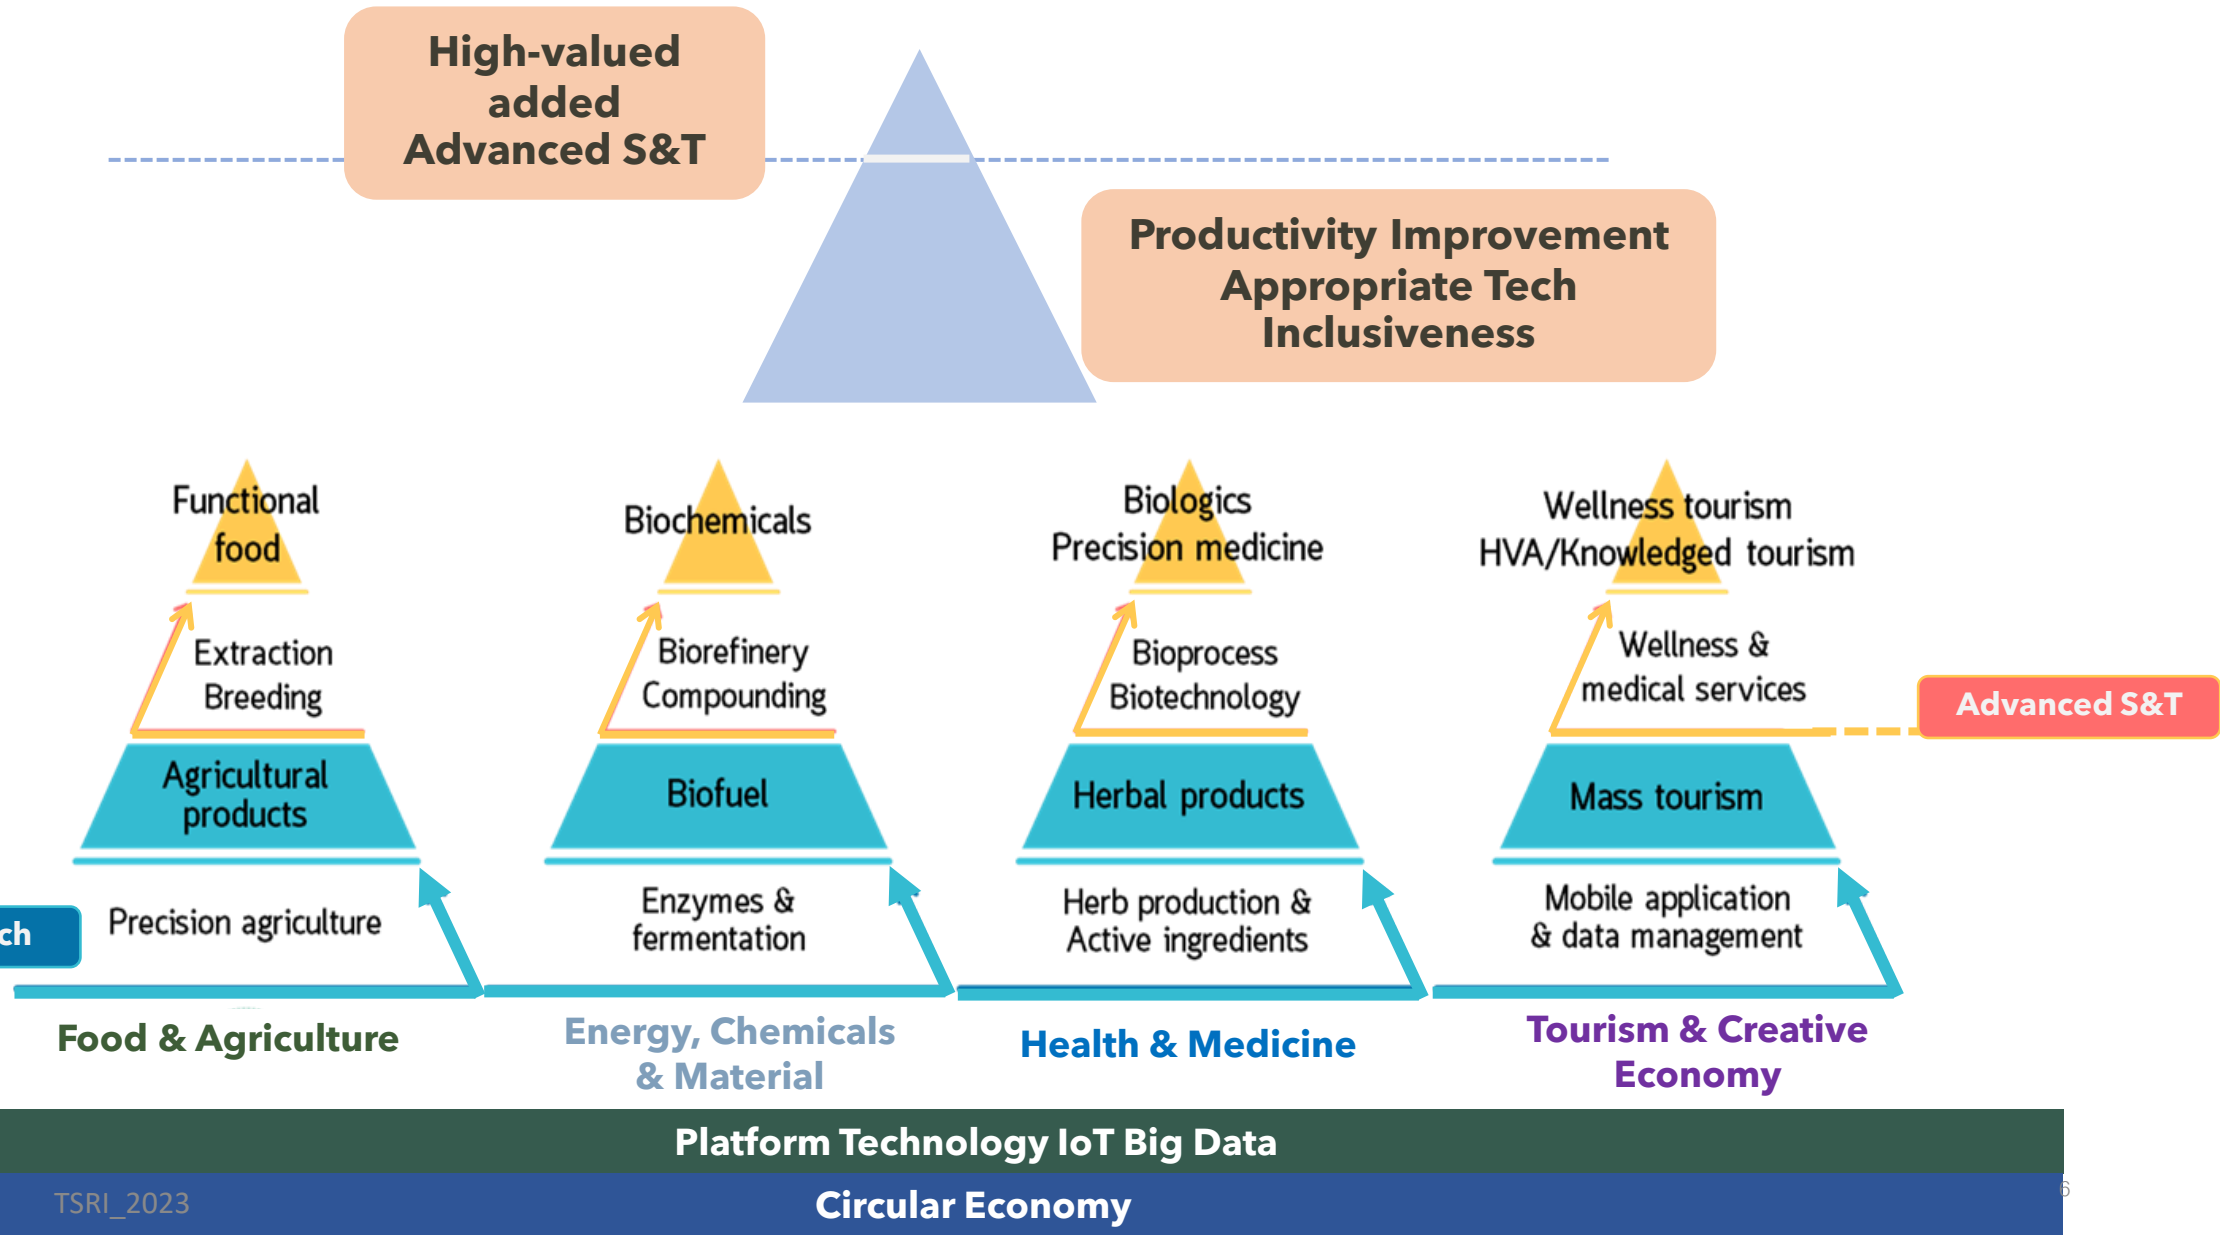 High-valued
added
Advanced S&T
Productivity Improvement
Appropriate Tech
Inclusiveness
Functional
food
Extraction
Breeding
Agricultural
products
Precision agriculture
Food & Agriculture
Biochemicals
Biorefinery
Compounding
Biofuel
Enzymes &
fermentation
Energy, Chemicals
& Material
Biologics
Precision medicine
Bioprocess
Biotechnology
Herbal products
Herb production &
Active ingredients
Health & Medicine
Wellness tourism
HVA/Knowledged tourism
Wellness &
medical services
Mass tourism
Mobile application
& data management
Tourism & Creative
Economy
Advanced S&T
ch
Platform Technology IoT Big Data
Circular Economy
TSRI_2023
6